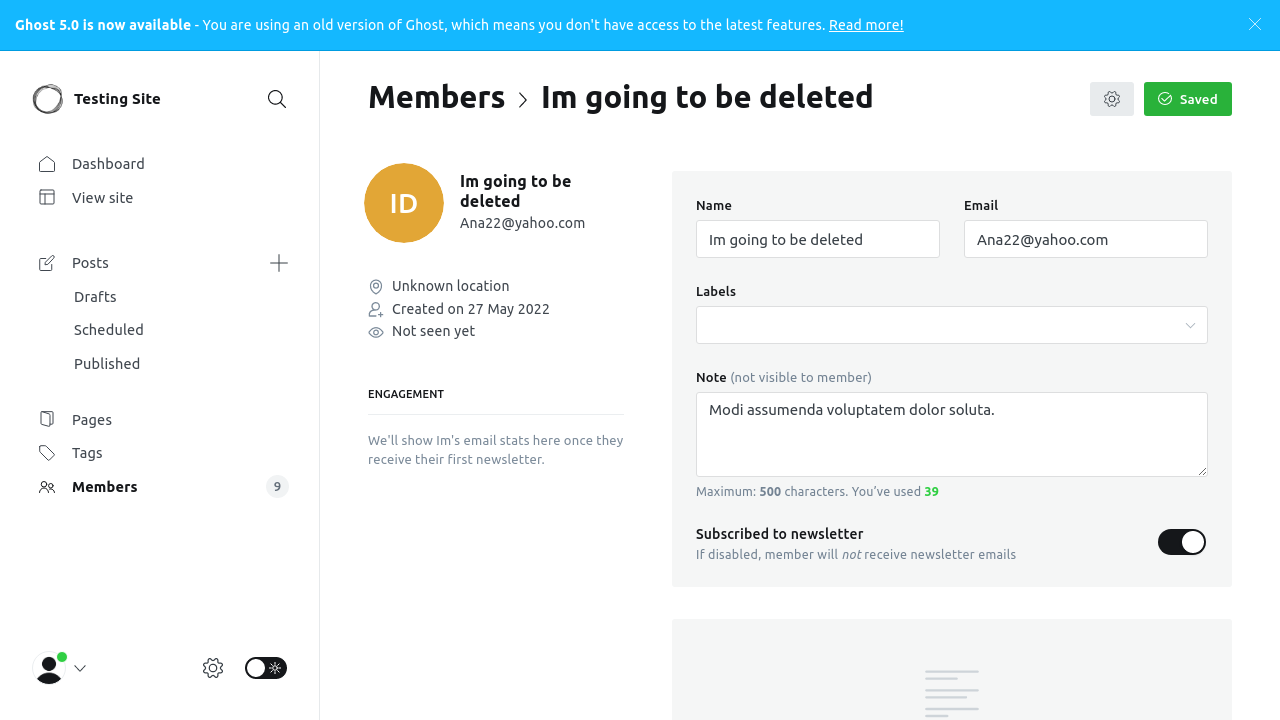 Ghost 5.0 is now available - You are using an old version of Ghost, which means you don't have access to the latest features. Read more!
Testing Site
Dashboard
View site
Posts
Drafts
Scheduled
Published
Pages
Tags
Members 9
Members > Im going to be deleted
Saved
ID
Im going to be
deleted
Ana22@yahoo.com
Unknown location
Created on 27 May 2022
Not seen yet
ENGAGEMENT
We'll show Im's email stats here once they
receive their first newsletter.
Name Email
Im going to be deleted Ana22@yahoo.com
Labels
Note (not visible to member)
Modi assumenda voluptatem dolor soluta.
Maximum: 500 characters. You've used 39
Subscribed to newsletter
If disabled, member will not receive newsletter emails